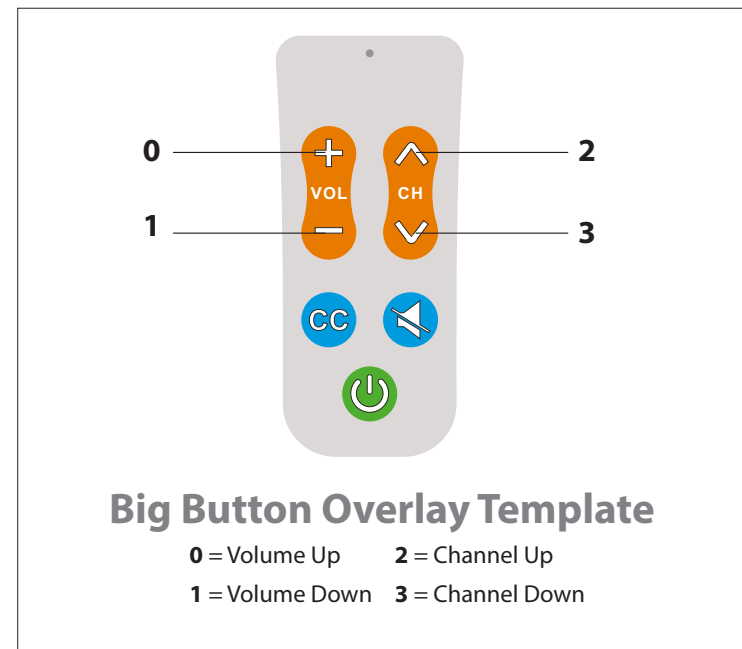 0
2
VOL
CH
1
3
CC
Big Button Overlay Template
0 = Volume Up 2 = Channel Up
1 = Volume Down 3 = Channel Down